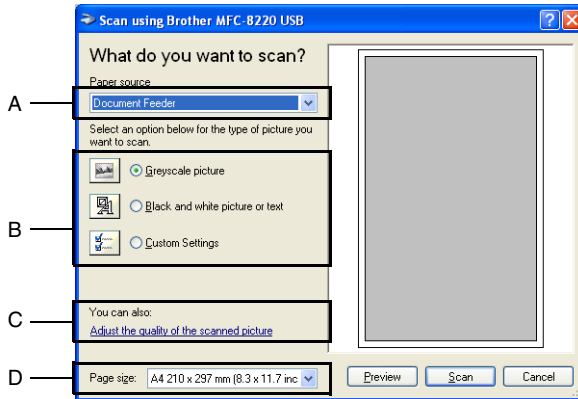 Scan using Brother MFC-8220 USB
What do you want to scan?
Paper source
A
Document Feeder
Select an option below for the type of picture you
want to scan.
Greyscale picture
B
Black and white picture or text
Custom Settings
C
You can also:
Adjust the quality of the scanned picture
D
Page size: A4 210 x 297 mm (8.3 x 11.7 inc
Preview Scan Cancel